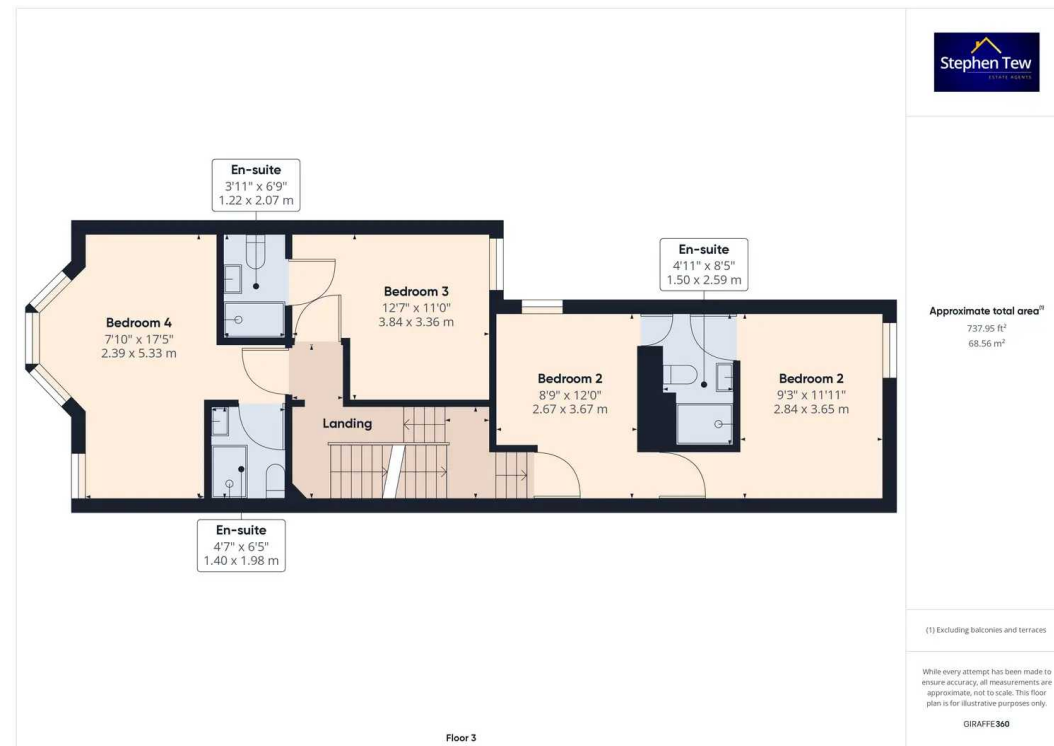 Stephen Tew
ESTATE AGENTS
En-suite
3'11" x 6'9"
1.22 x 2.07 m
En-suite
4'11" x 8'5"
1.50 x 2.59 m
Bedroom 3
12'7" x 11'0"
3.84 x 3.36 m
Bedroom 4
7'10" x 17'5"
2.39 x 5.33 m
Bedroom 2
8'9" x 12'0"
2.67 x 3.67 m
Bedroom 2
9'3" x 11'11"
2.84 x 3.65 m
Landing
En-suite
4'7" x 6'5"
1.40 x 1.98 m
Floor 3
Approximate total area(1)
737.95 ft²
68.56 m²
(1) Excluding balconies and terraces
While every attempt has been made to
ensure accuracy, all measurements are
approximate, not to scale. This floor
plan is for illustrative purposes only.
GIRAFFE360